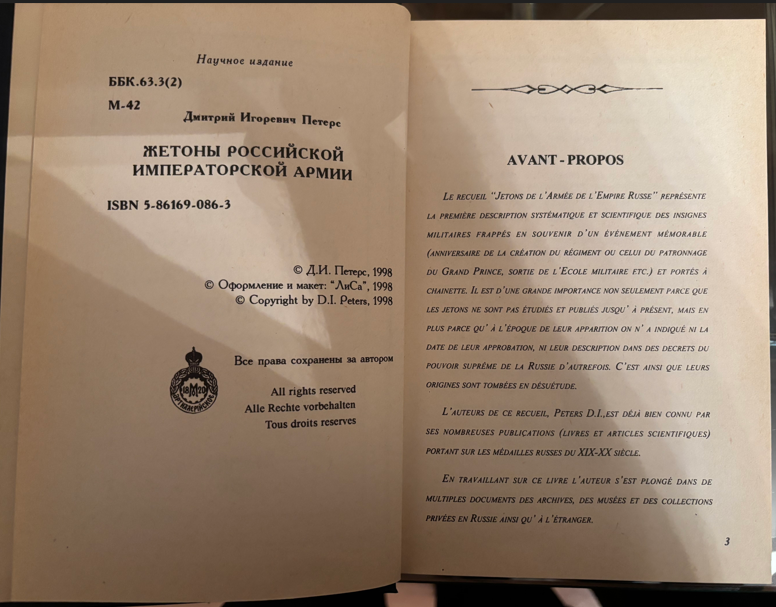 Научное издание
ББК.63.3(2)
М-42
Дмитрий Игоревич Петерс
ЖЕТОНЫ РОССИЙСКОЙ
ИМПЕРАТОРСКОЙ АРМИИ
ISBN 5-86169-086-3
© Д.И. Петерс, 1998
© Оформление и макет: "ЛиСа", 1998
© Copyright by D.I. Peters, 1998
Все права сохранены за автором
All rights reserved
Alle Rechte vorbehalten
Tous droits reserves
AVANT - PROPOS
Le recueil "Jetons de l'Armée de l'Empire Russe" représente
la première description systématique et scientifique des insignes
militaires frappés en souvenir d'un événement mémorable
(anniversaire de la création du régiment ou celui du patronnage
du Grand Prince, sortie de l'Ecole militaire etc.) et portés à
chainette. Il est d'une grande importance non seulement parce que
les jetons ne sont pas étudiés et publiés jusqu' à présent, mais en
plus parce qu' à l'époque de leur apparition on n' a indiqué ni la
date de leur approbation, ni leur description dans des decrets du
pouvoir suprême de la Russie d'autrefois. C'est ainsi que leurs
origines sont tombées en désuétude.
L'auteurs de ce recueil, Peters D.I.,est déjà bien connu par
ses nombreuses publications (livres et articles scientifiques)
portant sur les médailles russes du XIX-XX siècle.
En travaillant sur ce livre l'auteur s'est plongé dans de
multiples documents des archives, des musées et des collections
privées en Russie ainsi qu' à l'étranger.
3